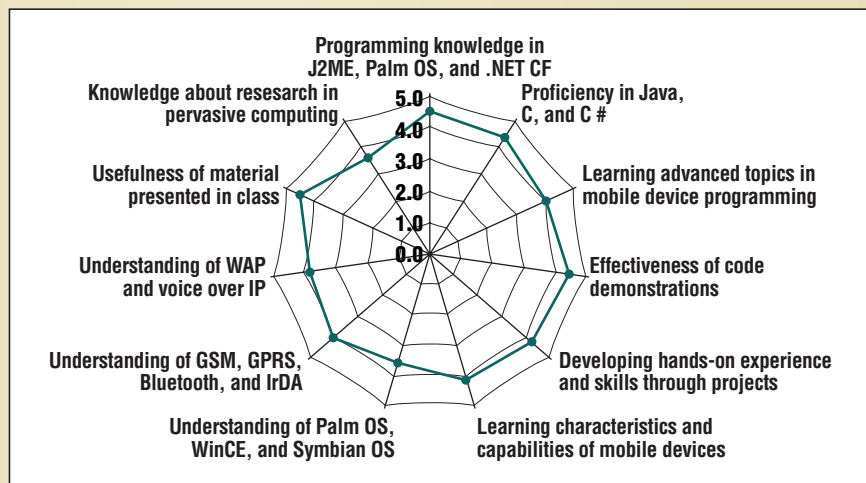 Programming knowledge in
J2ME, Palm OS, and .NET CF
Proficiency in Java,
C, and C #
Learning advanced topics in
mobile device programming
Effectiveness of code
demonstrations
Developing hands-on experience
and skills through projects
Learning characteristics and
capabilities of mobile devices
Understanding of Palm OS,
WinCE, and Symbian OS
Understanding of GSM, GPRS,
Bluetooth, and IrDA
Understanding of WAP
and voice over IP
Usefulness of material
presented in class
Knowledge about resesarch in
pervasive computing
5.0
4.0
3.0
2.0
1.0
0.0